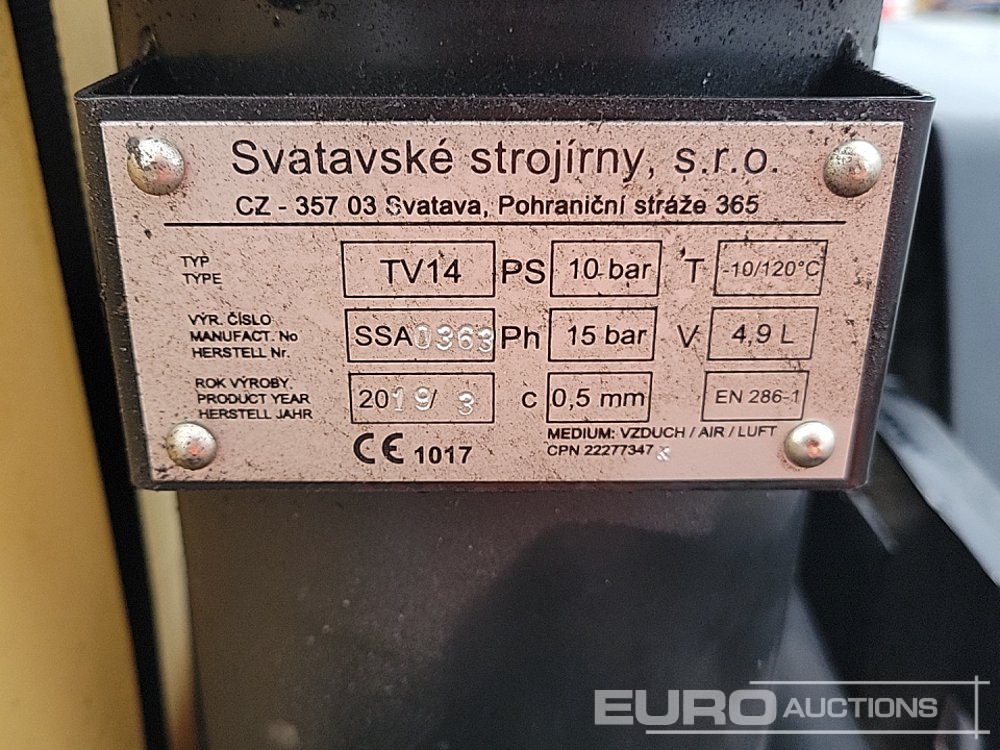 Svatavské strojírny, s.r.o.
CZ - 357 03 Svatava, Pohraniční stráže 365
TYP
TYPE
TV14 PS 10 bar T -10/120°C
VÝR. ČÍSLO
MANUFACT. No
HERSTELL Nr.
SSA0363 Ph 15 bar V 4,9 L
ROK VÝROBY
PRODUCT YEAR
HERSTELL JAHR
2019/ 3 c 0,5 mm EN 286-1
CE 1017
MEDIUM: VZDUCH / AIR / LUFT
CPN 22277347
EURO AUCTIONS